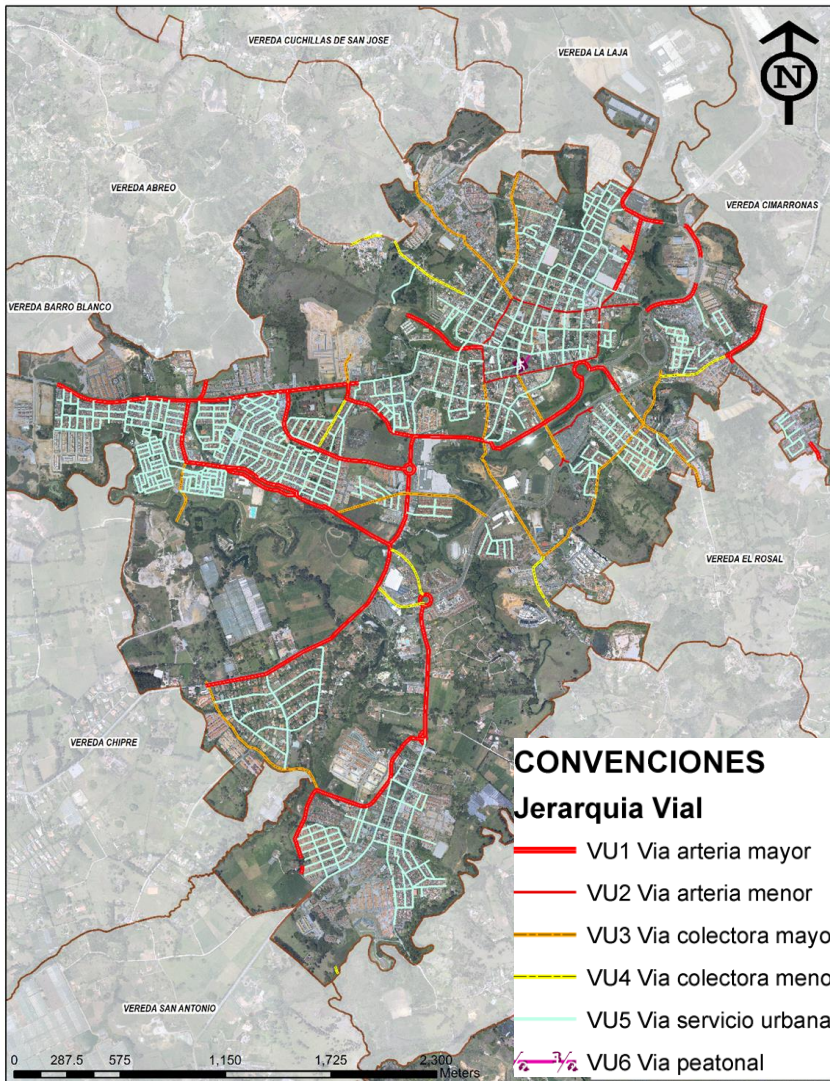 VEREDA CUCHILLAS DE SAN JOSE
VEREDA LA LAJA
N
VEREDA ABREO
VEREDA CIMARRONAS
VEREDA BARRO BLANCO
VEREDA EL ROSAL
VEREDA CHIPRE
VEREDA SAN ANTONIO
CONVENCIONES
Jerarquia Vial
VU1 Via arteria mayor
VU2 Via arteria menor
VU3 Via colectora mayo
VU4 Via colectora meno
VU5 Via servicio urbana
VU6 Via peatonal
0 287.5 575 1,150 1,725 2,300
Meters